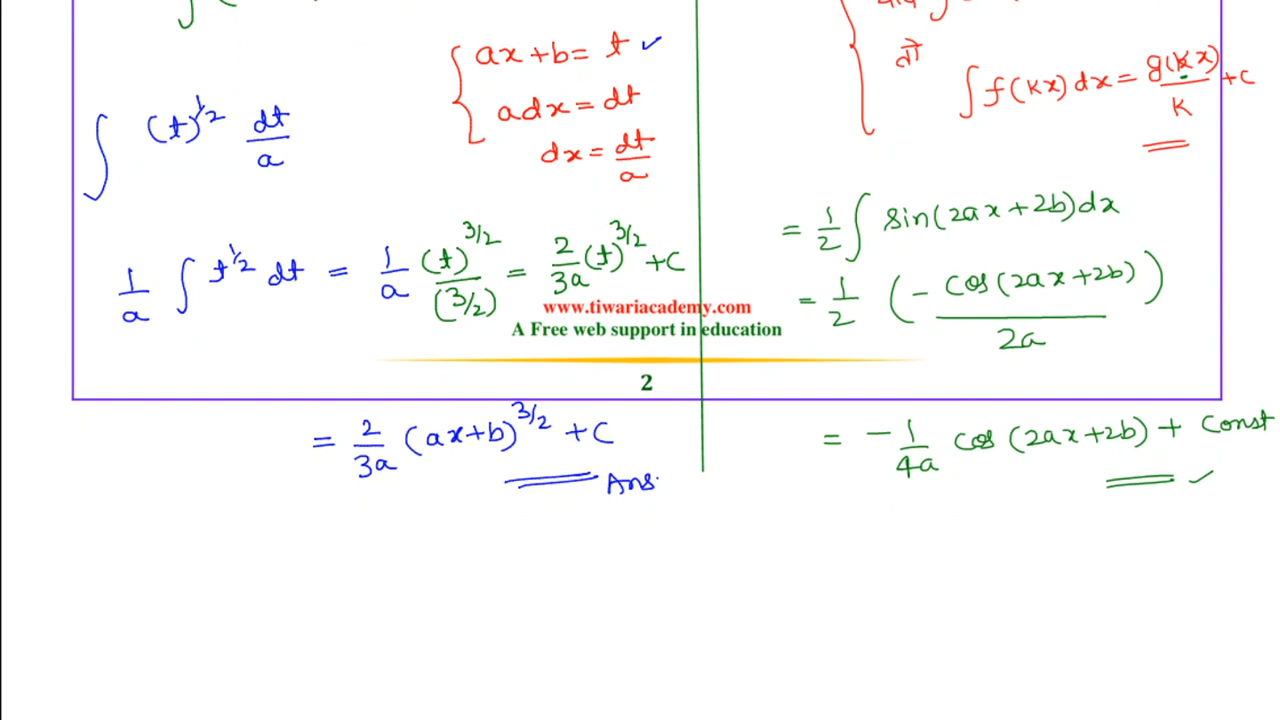 ∫ (
ax+b = t ✓
adx = dt
dx = dt/a
∫ (t)^1/2 dt/a
1/a ∫ t^1/2 dt = 1/a (t)^3/2/(3/2) = 2/3a (t)^3/2 + C
= 2/3a (ax+b)^3/2 + C
Ans.
तो
∫ f(kx) dx = g(kx)/k + C
= 1/2 ∫ sin(2ax+2b)dx
= 1/2 (- cos(2ax+2b)/2a)
= - 1/4a cos(2ax+2b) + Const
✓
www.tiwariacademy.com
A Free web support in education
2